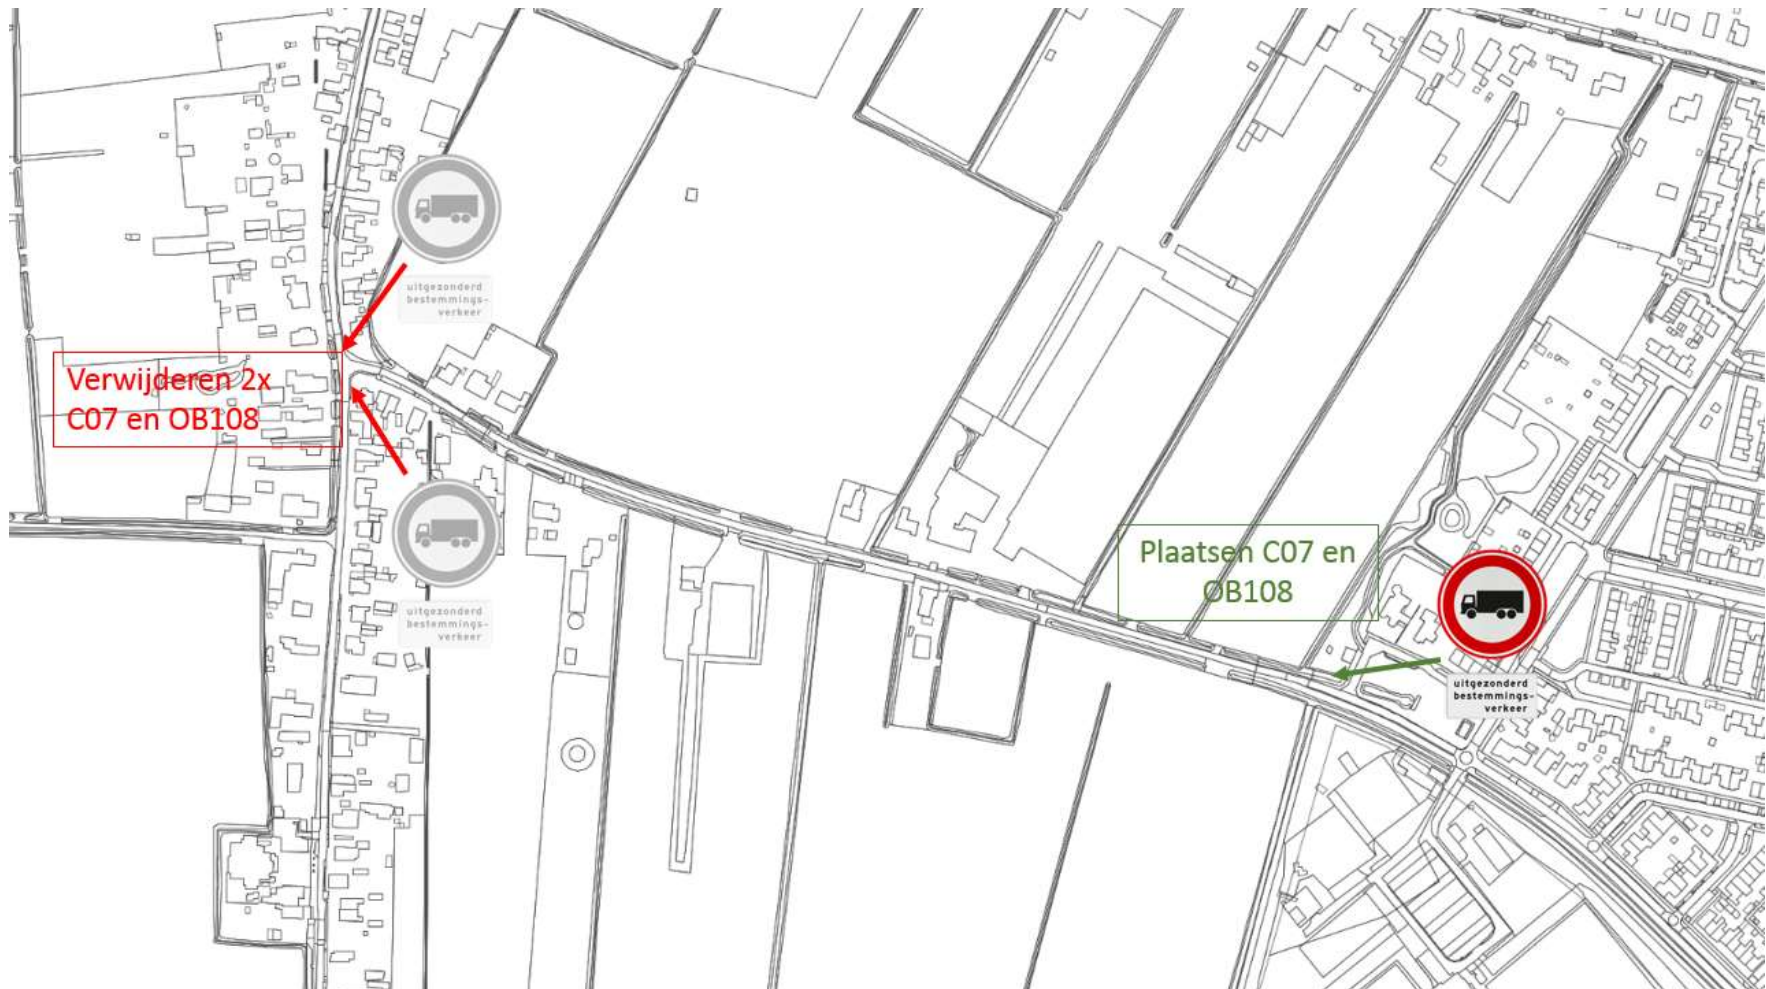 uitgezonderd
bestemmings-
verkeer
Verwijderen 2x
C07 en OB108
uitgezonderd
bestemmings-
verkeer
Plaatsen C07 en
OB108
uitgezonderd
bestemmings-
verkeer